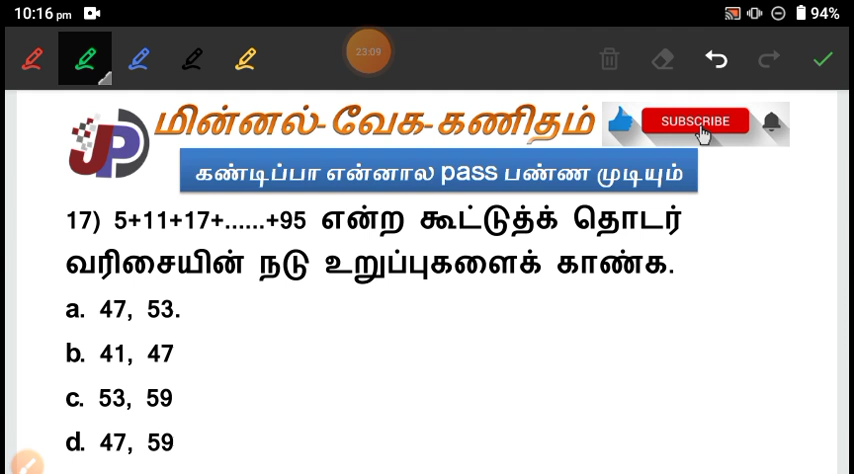 10:16 pm 94%
23:09
JP மின்னல்-வேக-கணிதம் SUBSCRIBE
கண்டிப்பா என்னால pass பண்ண முடியும்
17) 5+11+17+......+95 என்ற கூட்டுத்க் தொடர்
வரிசையின் நடு உறுப்புகளைக் காண்க.
a. 47, 53.
b. 41, 47
c. 53, 59
d. 47, 59